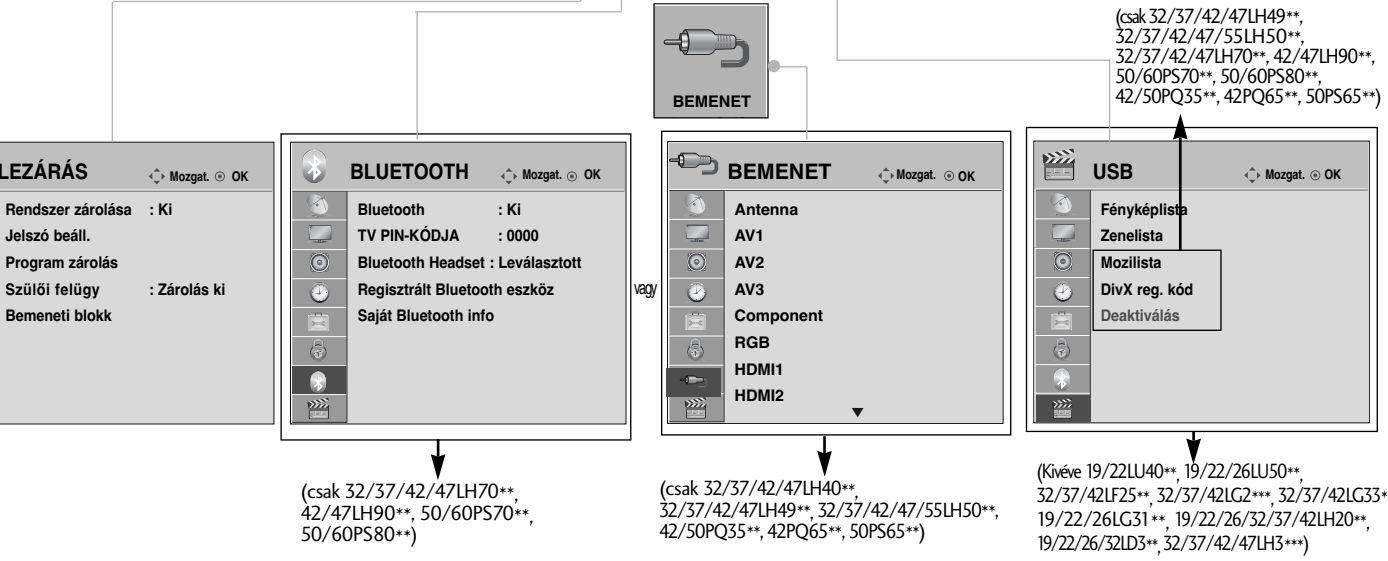 (csak 32/37/42/47LH49**,
32/37/42/47/55LH50**,
32/37/42/47LH70**, 42/47LH90**,
50/60PS70**, 50/60PS80**,
42/50PQ35**, 42PQ65**, 50PS65**)
BEMENET
LEZÁRÁS Mozgat. OK
Rendszer zárolása : Ki
Jelszó beáll.
Program zárolás
Szülői felügy : Zárolás ki
Bemeneti blokk
BLUETOOTH Mozgat. OK
Bluetooth : Ki
TV PIN-KÓDJA : 0000
Bluetooth Headset : Leválasztott
Regisztrált Bluetooth eszköz
Saját Bluetooth info
vagy
BEMENET Mozgat. OK
Antenna
AV1
AV2
AV3
Component
RGB
HDMI1
HDMI2
USB Mozgat. OK
Fényképlista
Zenelista
Mozilista
DivX reg. kód
Deaktiválás
(csak 32/37/42/47LH70**,
42/47LH90**, 50/60PS70**,
50/60PS80**)
(csak 32/37/42/47LH40**,
32/37/42/47LH49**, 32/37/42/47/55LH50**,
42/50PQ35**, 42PQ65**, 50PS65**)
(Kivéve 19/22LU40**, 19/22/26LU50**,
32/37/42LF25**, 32/37/42LG2***, 32/37/42LG33*
19/22/26LG31**, 19/22/26/32/37/42LH20**,
19/22/26/32LD3**, 32/37/42/47LH3***)